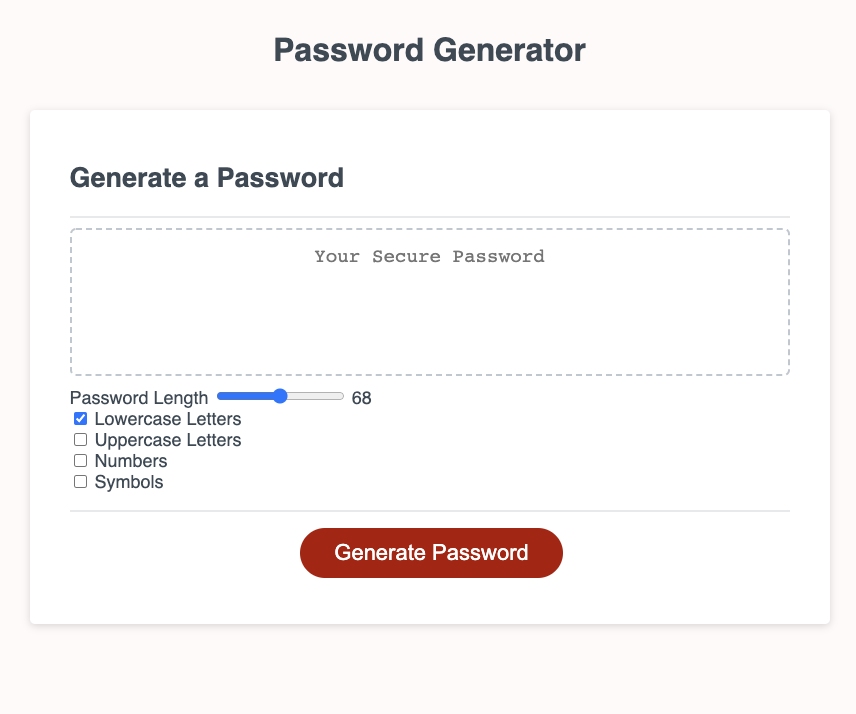 Password Generator
Generate a Password
Your Secure Password
Password Length 68
Lowercase Letters
Uppercase Letters
Numbers
Symbols
Generate Password